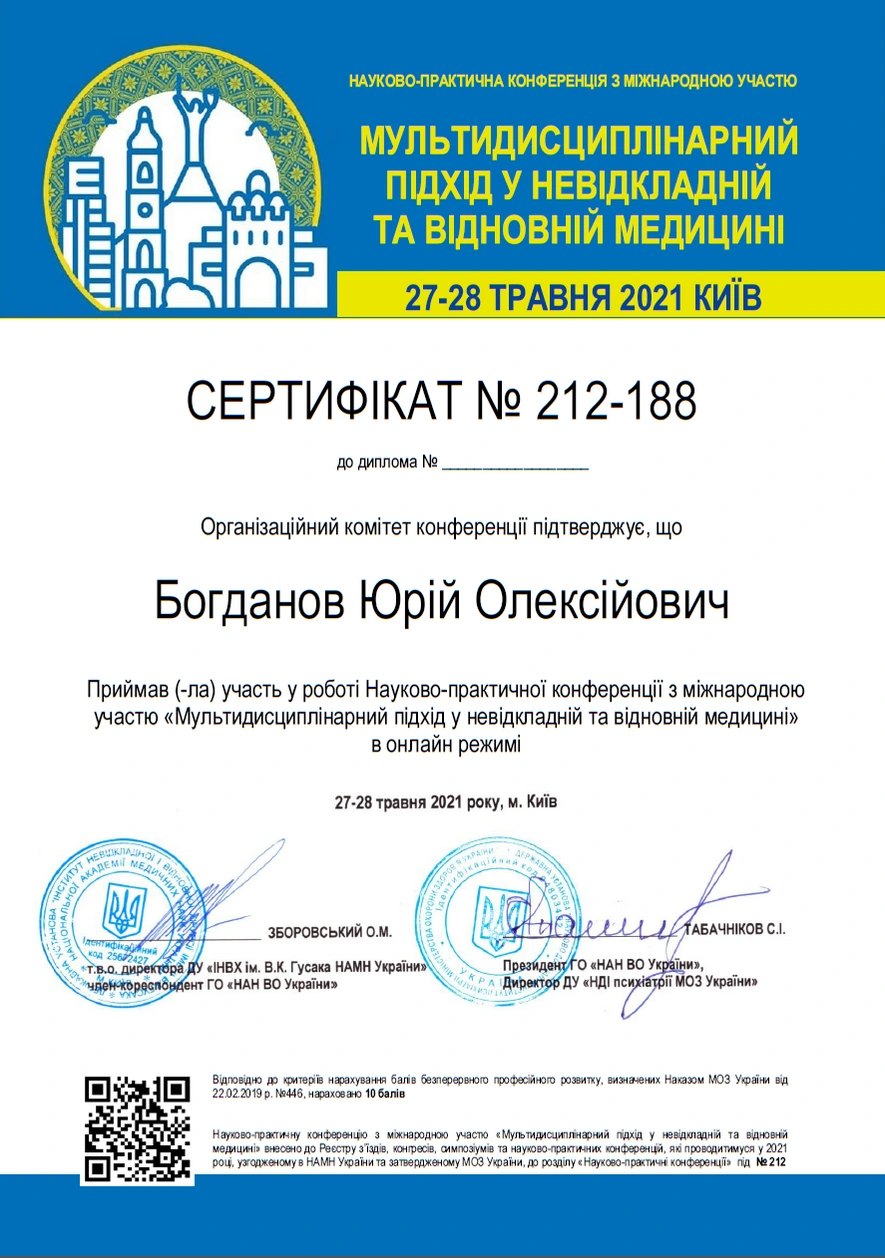 НАУКОВО-ПРАКТИЧНА КОНФЕРЕНЦІЯ З МІЖНАРОДНОЮ УЧАСТЮ
МУЛЬТИДИСЦИПЛІНАРНИЙ
ПІДХІД У НЕВІДКЛАДНІЙ
ТА ВІДНОВНІЙ МЕДИЦИНІ
27-28 ТРАВНЯ 2021 КИЇВ
СЕРТИФІКАТ № 212-188
до диплома № __________________
Організаційний комітет конференції підтверджує, що
Богданов Юрій Олексійович
Приймав (-ла) участь у роботі Науково-практичної конференції з міжнародною
участю «Мультидисциплінарний підхід у невідкладній та відновній медицині»
в онлайн режимі
27-28 травня 2021 року, м. Київ
Ідентифікаційний
код 25672427
ЗБОРОВСЬКИЙ О.М.
т.в.о. директора ДУ «ІНВХ ім. В.К. Гусака НАМН України»
член-кореспондент ГО «НАН ВО України»
УКРАЇНА
ТАБАЧНІКОВ С.І.
Президент ГО «НАН ВО України»,
Директор ДУ «НДІ психіатрії МОЗ України»
Відповідно до критеріїв нарахування балів безперервного професійного розвитку, визначених Наказом МОЗ України від
22.02.2019 р. №446, нараховано 10 балів
Науково-практичну конференцію з міжнародною участю «Мультидисциплінарний підхід у невідкладній та відновній
медицині» внесено до Реєстру з'їздів, конгресів, симпозіумів та науково-практичних конференцій, які проводитимуся у 2021
році, узгодженому в НАМН України та затвердженому МОЗ України, до розділу «Науково-практичні конференції» під № 212